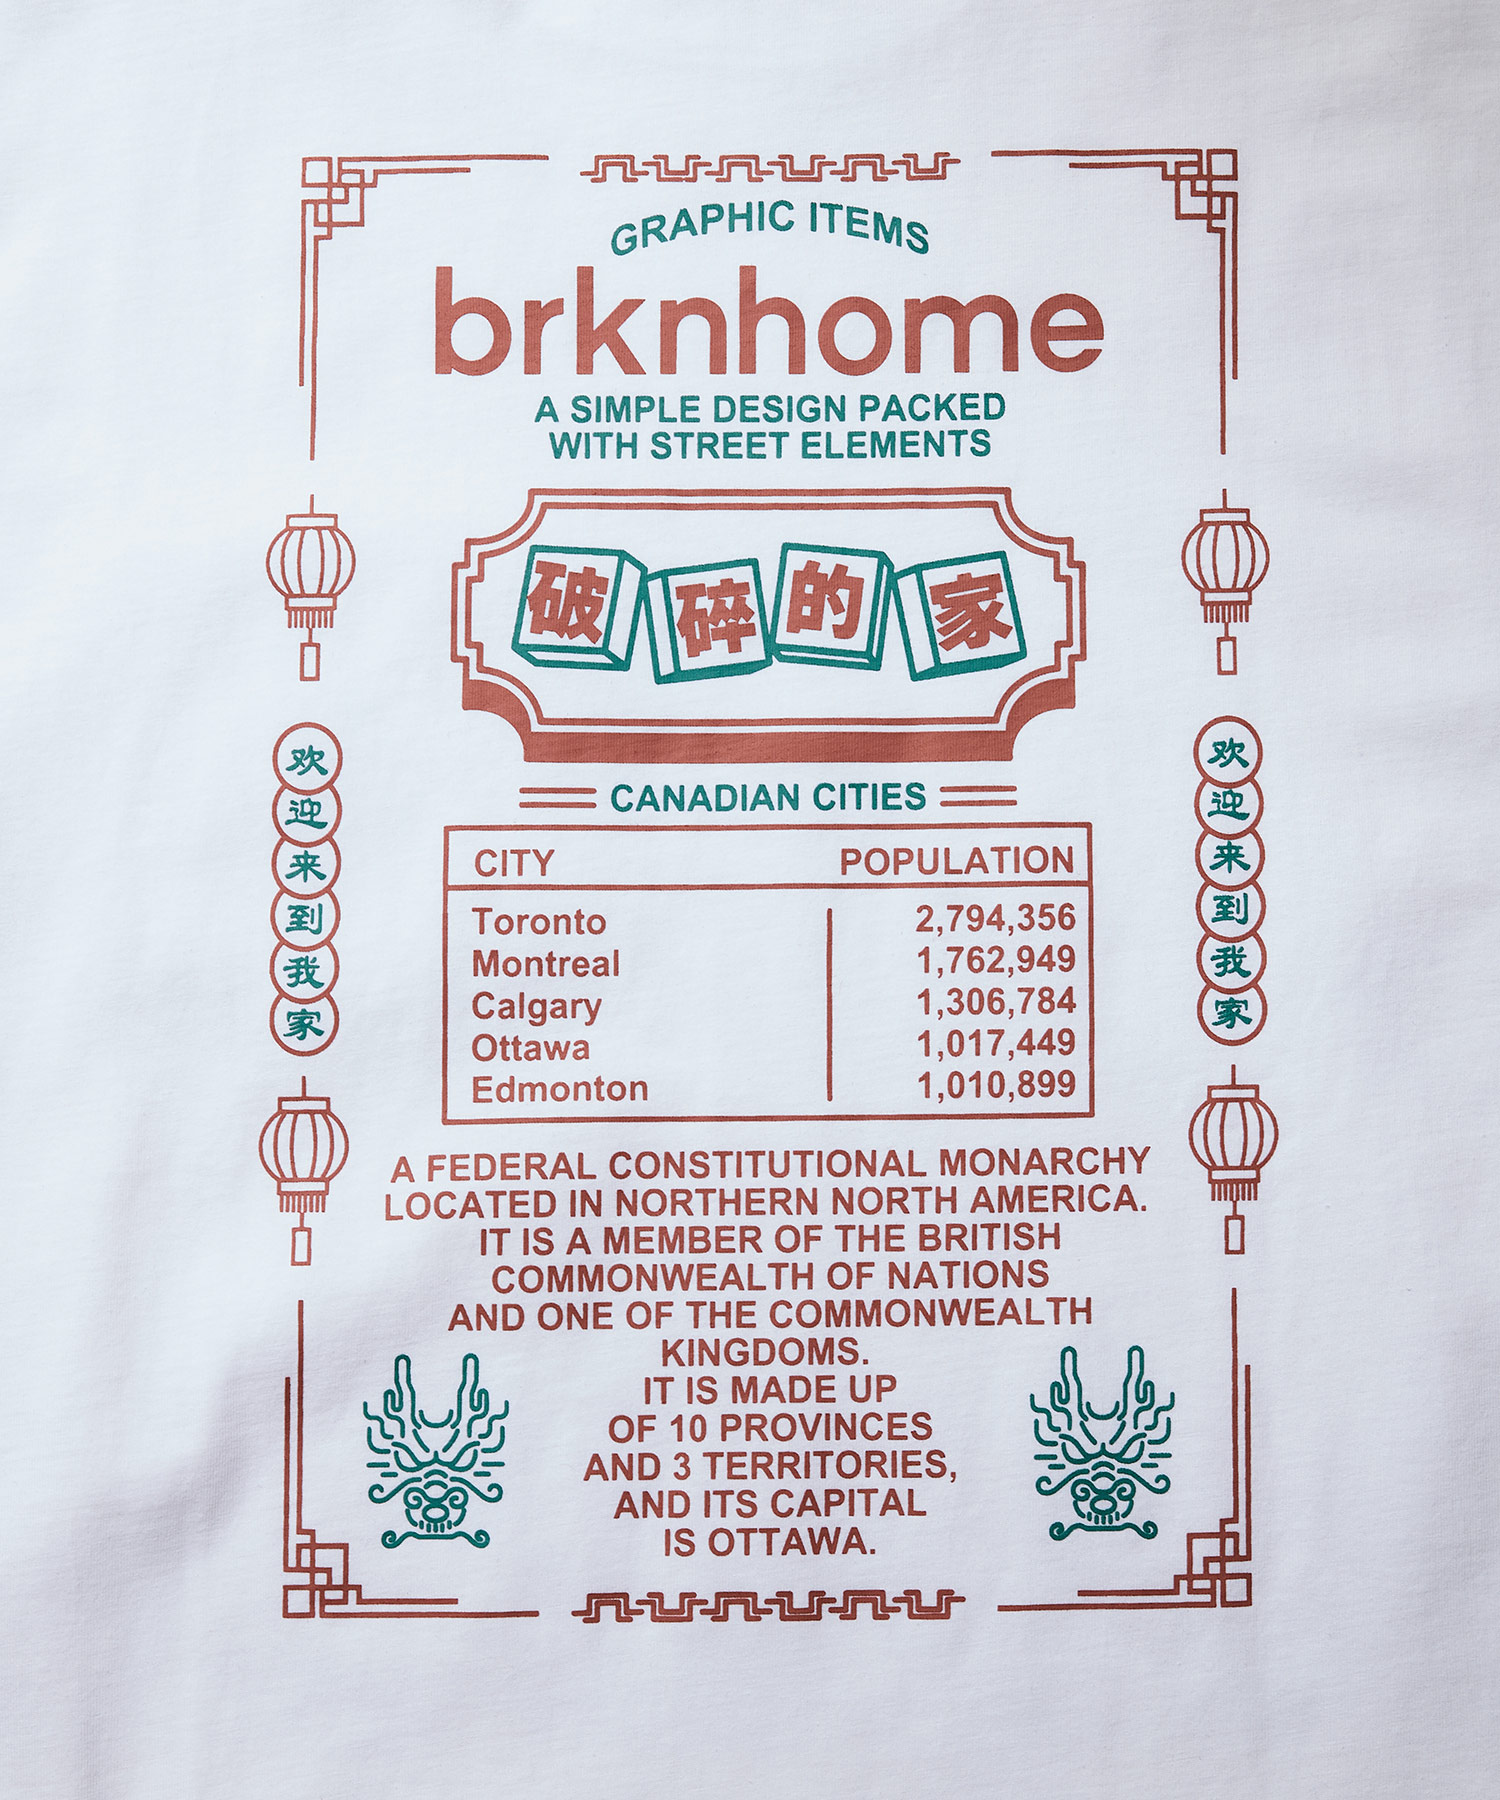 GRAPHIC ITEMS
brknhome
A SIMPLE DESIGN PACKED
WITH STREET ELEMENTS
破碎的家
欢迎来到我家
欢迎来到我家
CANADIAN CITIES
CITY POPULATION
Toronto 2,794,356
Montreal 1,762,949
Calgary 1,306,784
Ottawa 1,017,449
Edmonton 1,010,899
A FEDERAL CONSTITUTIONAL MONARCHY
LOCATED IN NORTHERN NORTH AMERICA.
IT IS A MEMBER OF THE BRITISH
COMMONWEALTH OF NATIONS
AND ONE OF THE COMMONWEALTH
KINGDOMS.
IT IS MADE UP
OF 10 PROVINCES
AND 3 TERRITORIES,
AND ITS CAPITAL
IS OTTAWA.